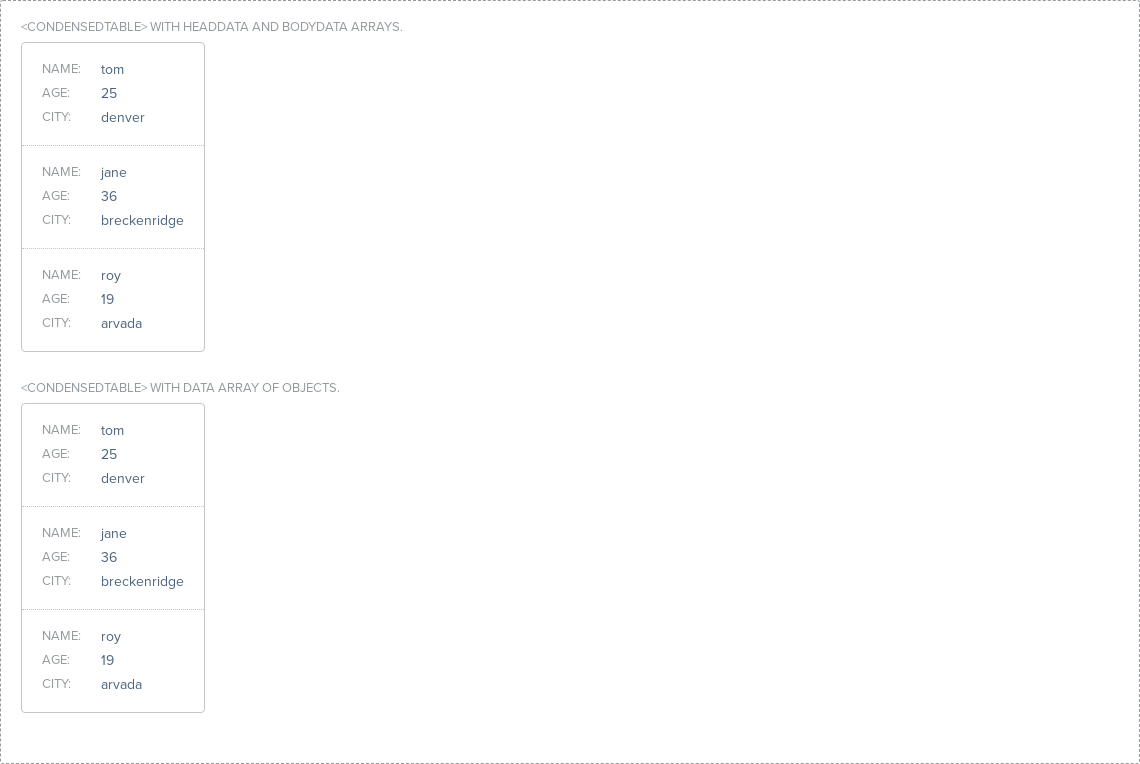 <CONDENSEDTABLE> WITH HEADDATA AND BODYDATA ARRAYS.
NAME: tom
AGE: 25
CITY: denver
NAME: jane
AGE: 36
CITY: breckenridge
NAME: roy
AGE: 19
CITY: arvada
<CONDENSEDTABLE> WITH DATA ARRAY OF OBJECTS.
NAME: tom
AGE: 25
CITY: denver
NAME: jane
AGE: 36
CITY: breckenridge
NAME: roy
AGE: 19
CITY: arvada